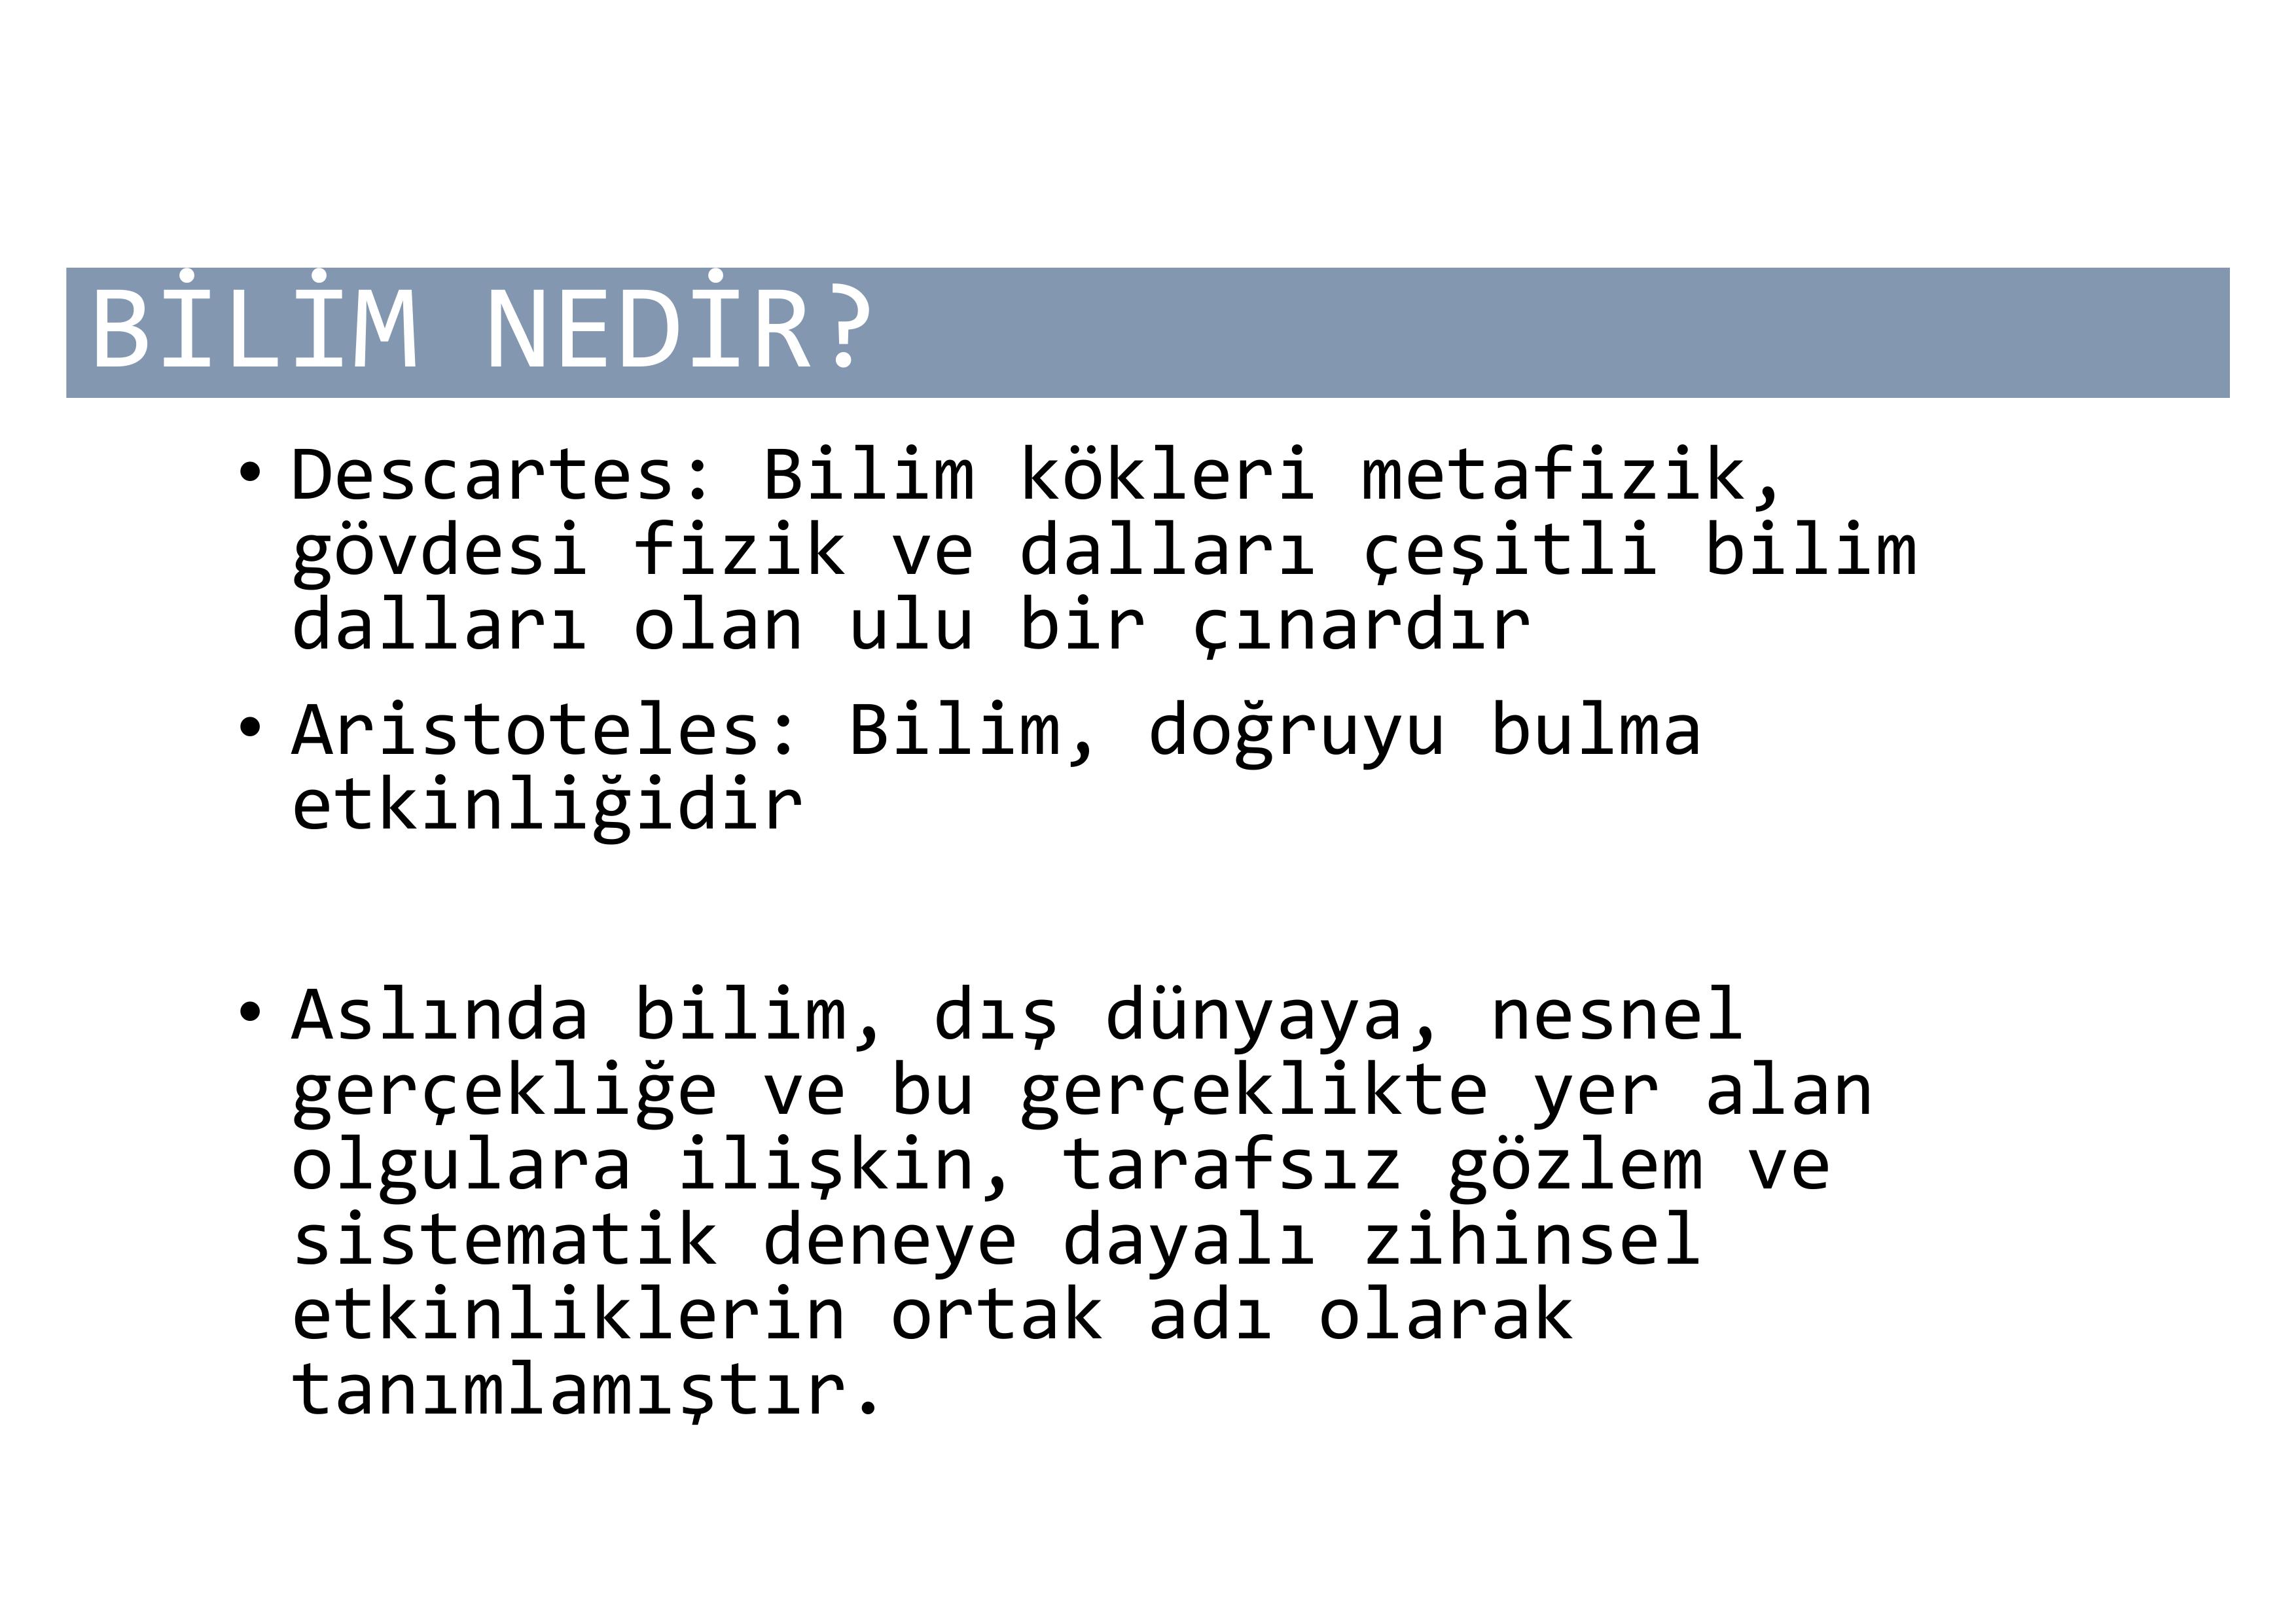 BİLİM NEDİR?
• Descartes: Bilim kökleri metafizik,
gövdesi fizik ve dalları çeşitli bilim
dalları olan ulu bir çınardır
• Aristoteles: Bilim, doğruyu bulma
etkinliğidir
• Aslında bilim, dış dünyaya, nesnel
gerçekliğe ve bu gerçeklikte yer alan
olgulara ilişkin, tarafsız gözlem ve
sistematik deneye dayalı zihinsel
etkinliklerin ortak adı olarak
tanımlamıştır.